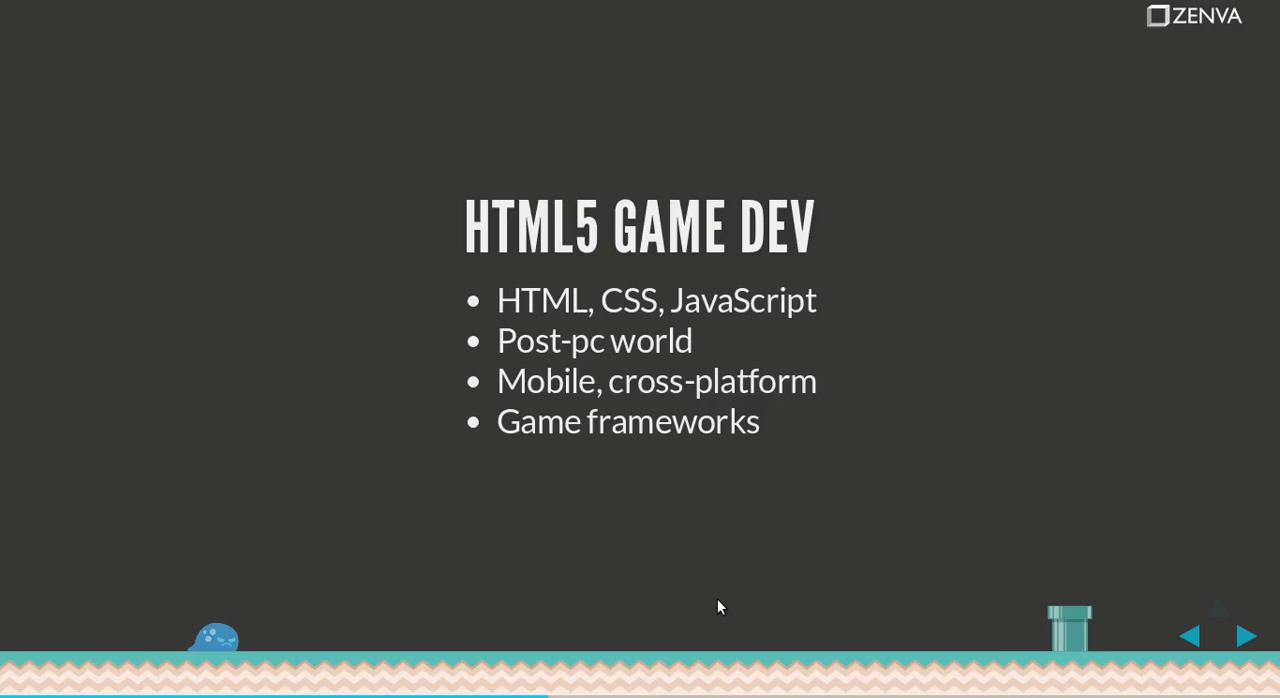 ZENVA
HTML5 GAME DEV
HTML, CSS, JavaScript
Post-pc world
Mobile, cross-platform
Game frameworks